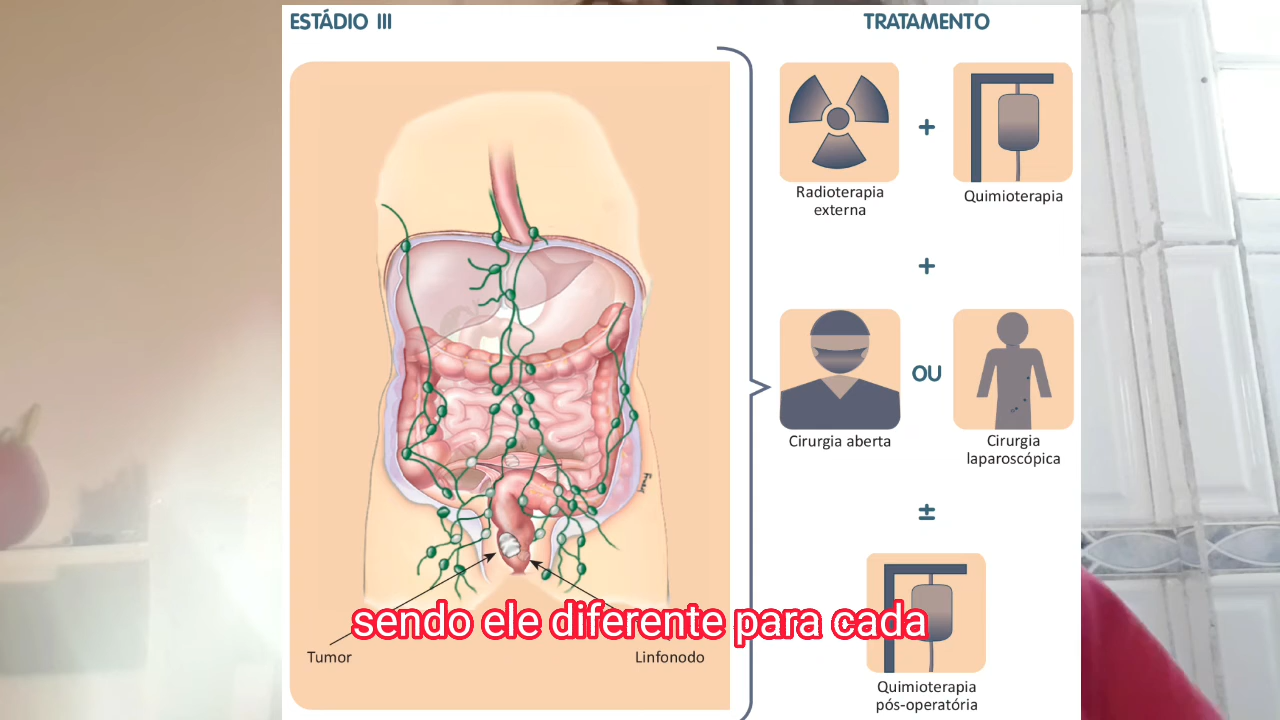 ESTÁDIO III
TRATAMENTO
Radioterapia
externa
+
Quimioterapia
+
Cirurgia aberta
OU
Cirurgia
laparoscópica
±
sendo ele diferente para cada
Tumor
Linfonodo
Quimioterapia
pós-operatória